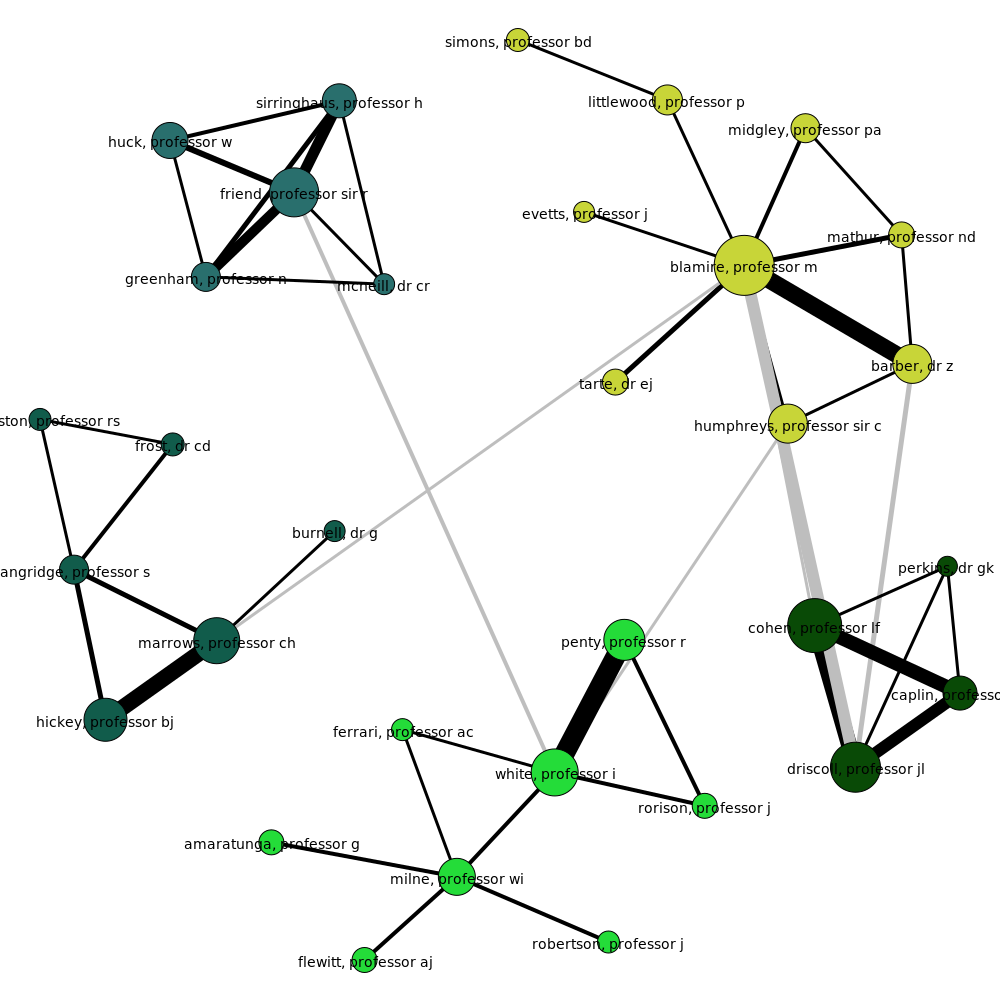 simons, professor bd
sirringhaus, professor h
littlewood, professor p
midgley, professor pa
huck, professor w
friend, professor sir r
evetts, professor j
mathur, professor nd
blamire, professor m
greenham, professor n
mcneill, dr cr
barber, dr z
tarte, dr ej
ston, professor rs
humphreys, professor sir c
frost, dr cd
burnell, dr g
perkins, dr gk
angridge, professor s
cohen, professor lf
marrows, professor ch
penty, professor r
caplin, professo
hickey, professor bj
ferrari, professor ac
white, professor i
driscoll, professor jl
rorison, professor j
amaratunga, professor g
milne, professor wi
robertson, professor j
flewitt, professor aj